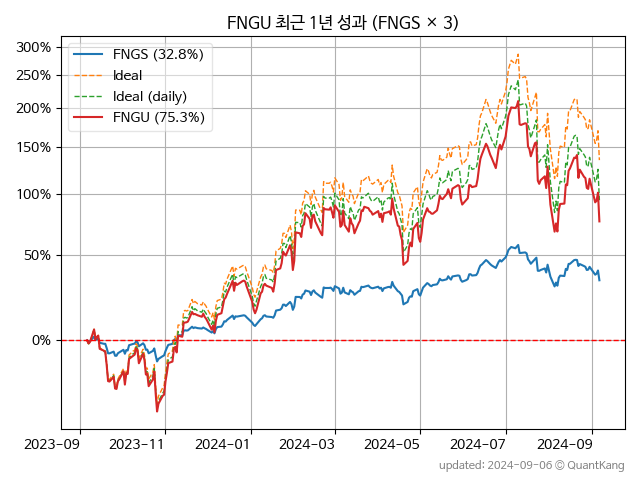 FNGU 최근 1년 성과 (FNGS × 3)
300%
250%
200%
150%
100%
50%
0%
FNGS (32.8%)
Ideal
Ideal (daily)
FNGU (75.3%)
2023-09
2023-11
2024-01
2024-03
2024-05
2024-07
2024-09
updated: 2024-09-06 © QuantKang